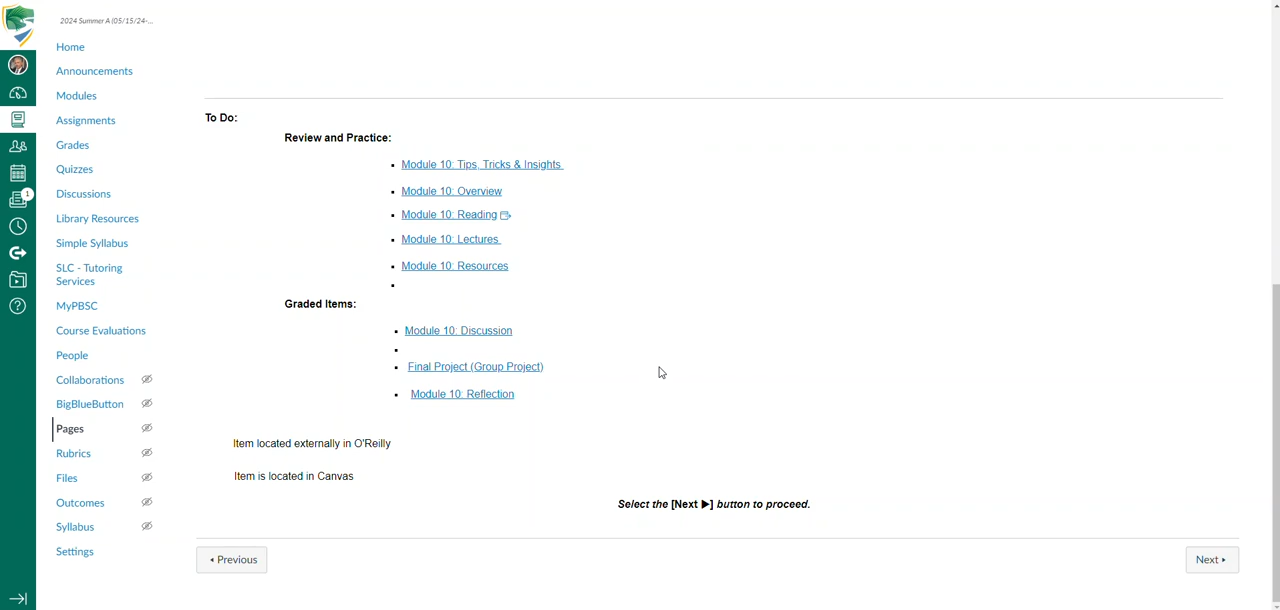 2024 Summer A (05/15/24-...
Home
Announcements
Modules
Assignments
Grades
Quizzes
Discussions
Library Resources
Simple Syllabus
SLC - Tutoring
Services
MyPBSC
Course Evaluations
People
Collaborations
BigBlueButton
Pages
Rubrics
Files
Outcomes
Syllabus
Settings
1
To Do:
Review and Practice:
Module 10: Tips, Tricks & Insights
Module 10: Overview
Module 10: Reading
Module 10: Lectures
Module 10: Resources
Graded Items:
Module 10: Discussion
Final Project (Group Project)
Module 10: Reflection
Item located externally in O'Reilly
Item is located in Canvas
Select the [Next ▶] button to proceed.
◂ Previous
Next ▸